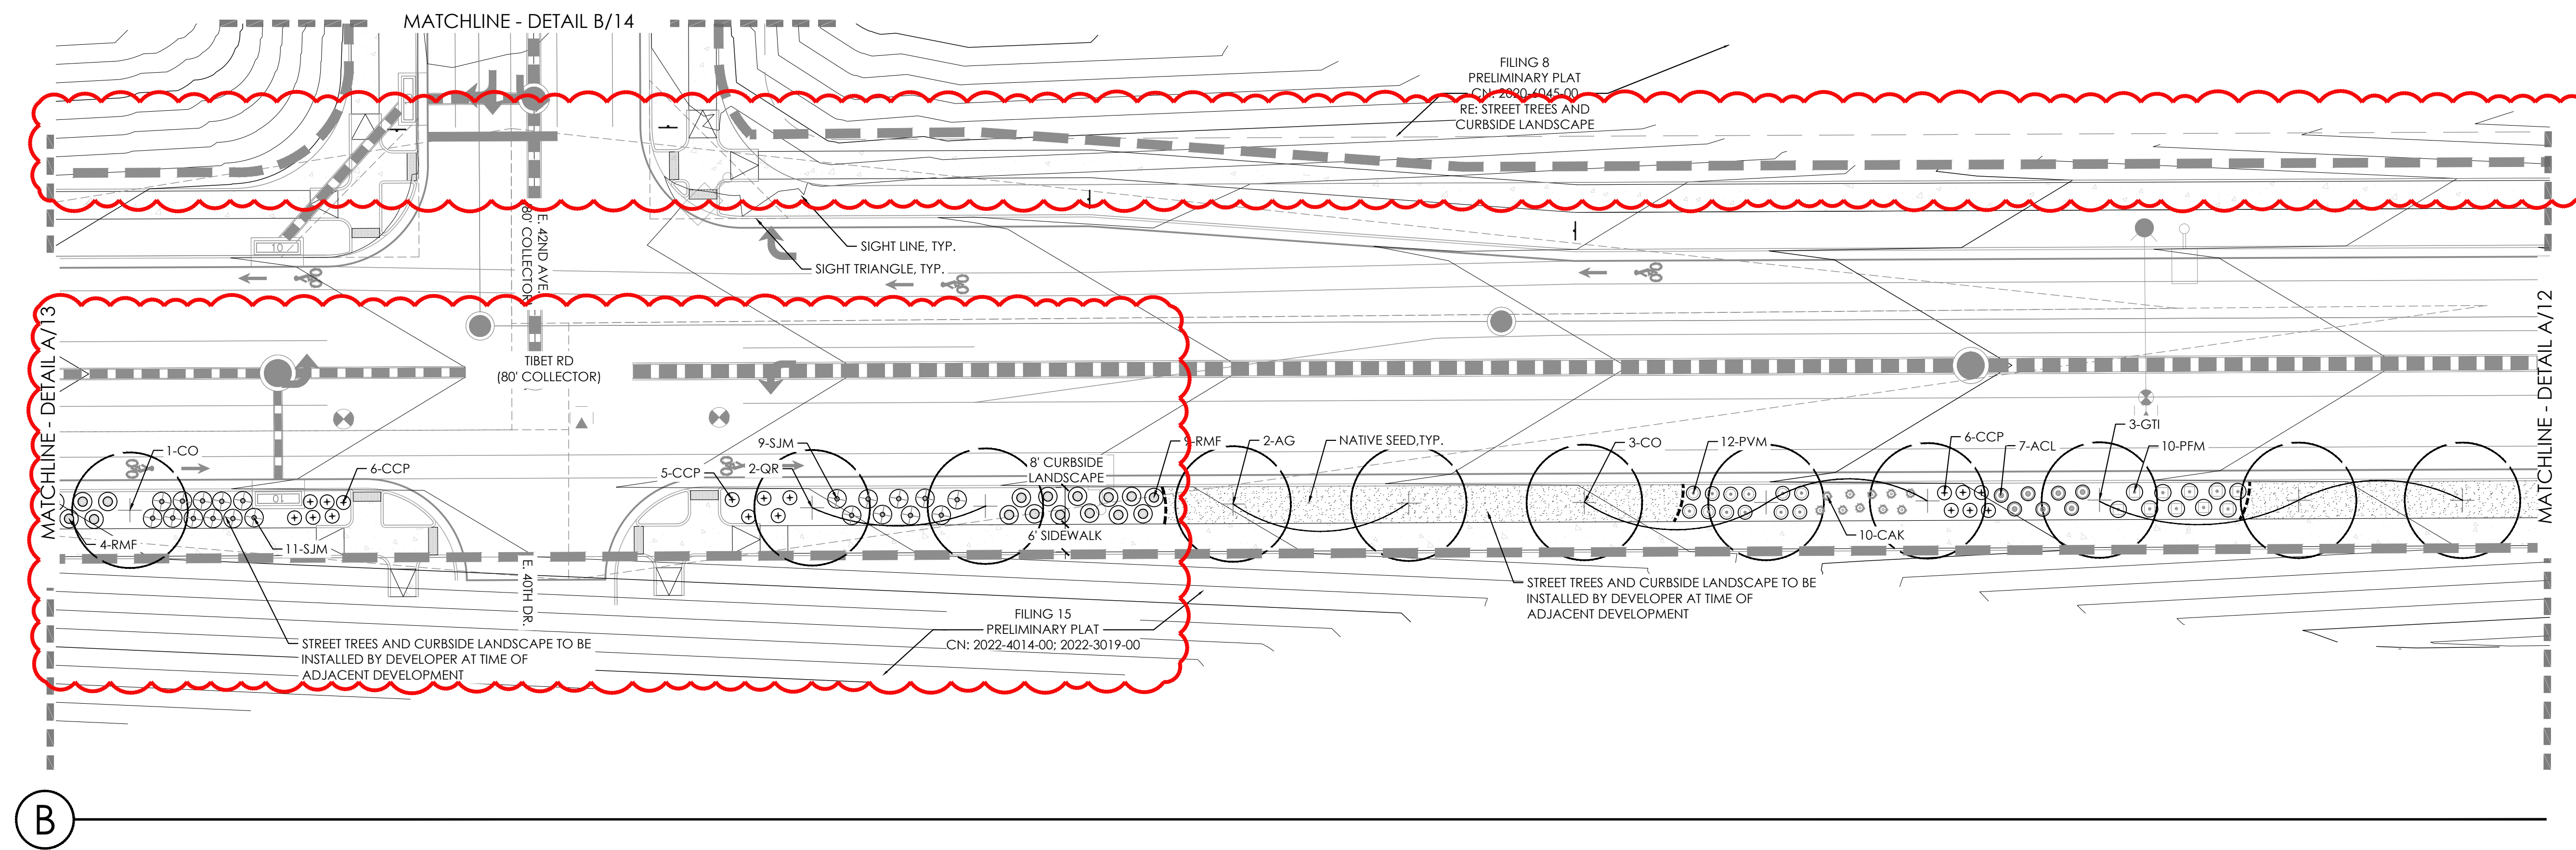 MATCHLINE - DETAIL B/14
FILING 8
PRELIMINARY PLAT
CN: 2020-6045-00
RE: STREET TREES AND
CURBSIDE LANDSCAPE
E. 42ND AVE.
(80' COLLECTOR)
10
SIGHT LINE, TYP.
SIGHT TRIANGLE, TYP.
MATCHLINE - DETAIL A/13
MATCHLINE - DETAIL A/12
TIBET RD
(80' COLLECTOR)
1-CO
6-CCP
10
4-RMF
11-SJM
5-CCP
9-SJM
2-QR
8' CURBSIDE
LANDSCAPE
9-RMF
2-AG
NATIVE SEED,TYP.
3-CO
12-PVM
6-CCP
7-ACL
3-GTI
10-PFM
6' SIDEWALK
10-CAK
E. 40TH DR.
STREET TREES AND CURBSIDE LANDSCAPE TO BE
INSTALLED BY DEVELOPER AT TIME OF
ADJACENT DEVELOPMENT
FILING 15
PRELIMINARY PLAT
CN: 2022-4014-00; 2022-3019-00
STREET TREES AND CURBSIDE LANDSCAPE TO BE
INSTALLED BY DEVELOPER AT TIME OF
ADJACENT DEVELOPMENT
B